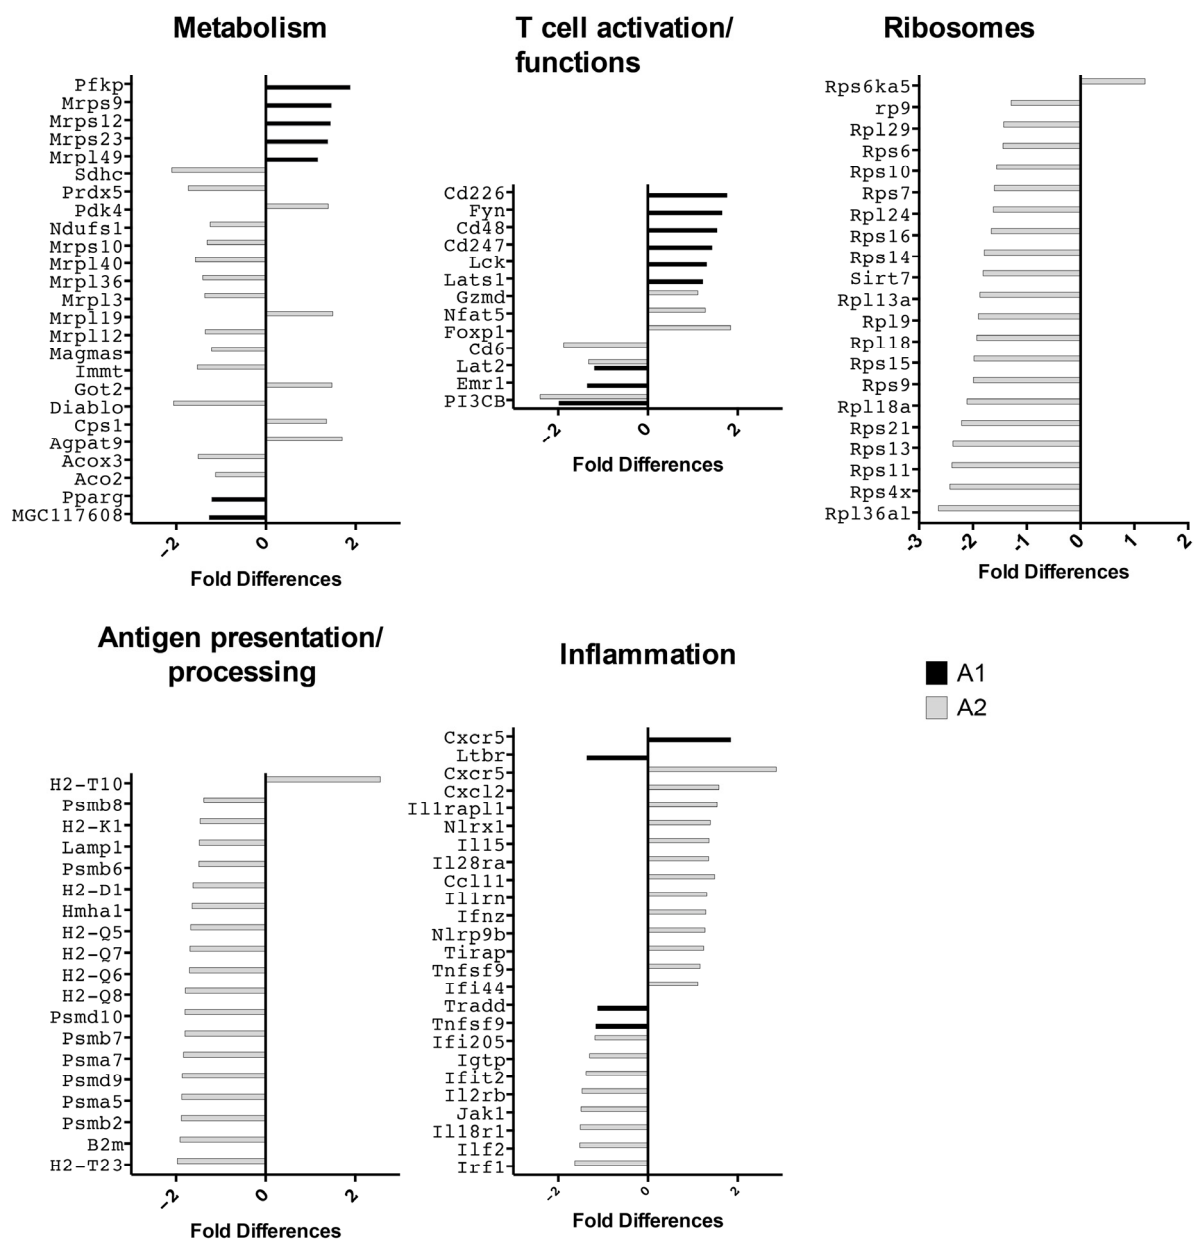 Metabolism
Pfkp
Mrps9
Mrps12
Mrps23
Mrpl49
Sdhc
Prdx5
Pdk4
Ndufs1
Mrps10
Mrpl40
Mrpl36
Mrpl3
Mrpl19
Mrpl12
Magmas
Immt
Got2
Diablo
Cps1
Agpat9
Acox3
Aco2
Pparg
MGC117608
-2
0
2
Fold Differences
T cell activation/
functions
Cd226
Fyn
Cd48
Cd247
Lck
Lats1
Gzmd
Nfat5
Foxp1
Cd6
Lat2
Emr1
PI3CB
-2
0
2
Fold Differences
Ribosomes
Rps6ka5
rp9
Rpl29
Rps6
Rps10
Rps7
Rpl24
Rps16
Rps14
Sirt7
Rpl13a
Rpl9
Rpl18
Rps15
Rps9
Rpl18a
Rps21
Rps13
Rps11
Rps4x
Rpl36al
-3
-2
-1
0
1
2
Fold Differences
Antigen presentation/
processing
H2-T10
Psmb8
H2-K1
Lamp1
Psmb6
H2-D1
Hmha1
H2-Q5
H2-Q7
H2-Q6
H2-Q8
Psmd10
Psmb7
Psma7
Psmd9
Psma5
Psmb2
B2m
H2-T23
-2
0
2
Fold Differences
Inflammation
Cxcr5
Ltbr
Cxcr5
Cxcl2
Il1rapl1
Nlrx1
Il15
Il28ra
Ccl11
Il1rn
Ifnz
Nlrp9b
Tirap
Tnfsf9
Ifi44
Tradd
Tnfsf9
Ifi205
Igtp
Ifit2
Il2rb
Jak1
Il18r1
Ilf2
Irf1
-2
0
2
Fold Differences
A1
A2